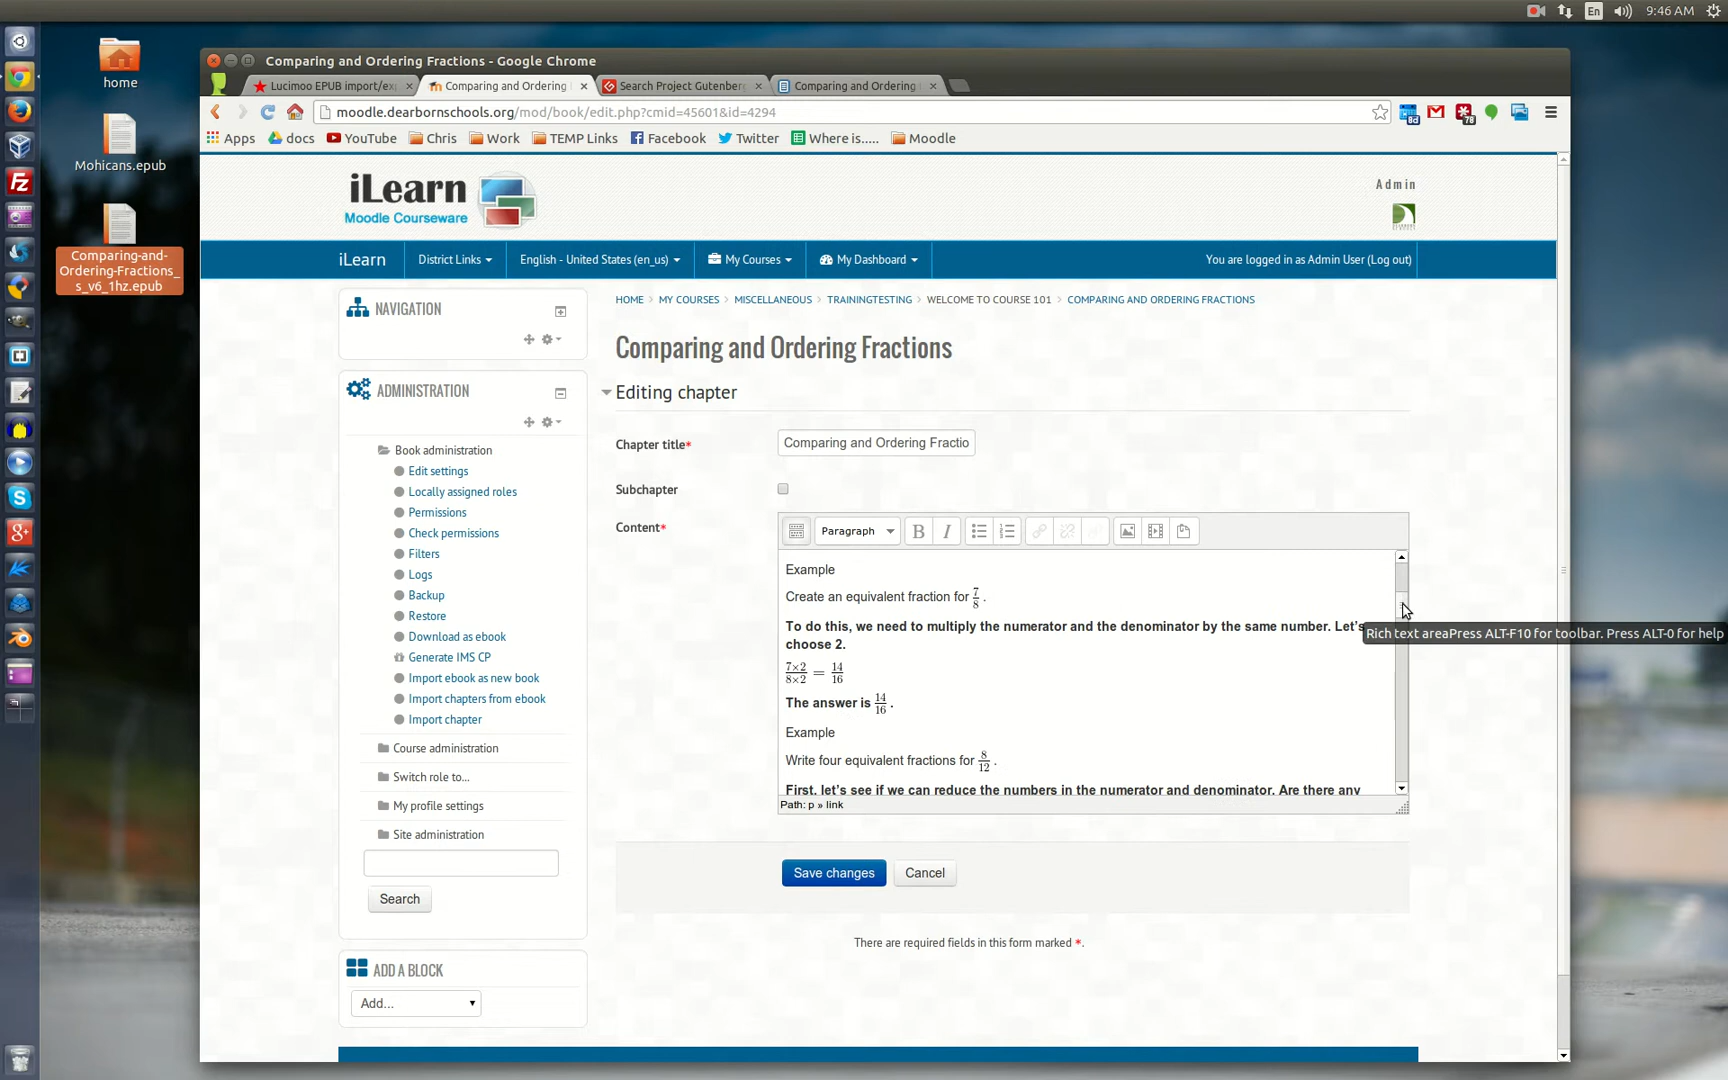 En
9:46 AM
home
Mohicans.epub
Comparing-and-
Ordering-Fractions_
s_v6_1hz.epub
Comparing and Ordering Fractions - Google Chrome
Lucimoo EPUB import/ex
Comparing and Ordering
Search Project Gutenber
Comparing and Ordering
moodle.dearbornschools.org/mod/book/edit.php?cmid=45601&id=4294
8d
78
Apps
docs
YouTube
Chris
Work
TEMP Links
Facebook
Twitter
Where is.....
Moodle
iLearn
Moodle Courseware
Admin
iLearn
District Links
English - United States (en_us)
My Courses
My Dashboard
You are logged in as Admin User (Log out)
NAVIGATION
ADMINISTRATION
Book administration
Edit settings
Locally assigned roles
Permissions
Check permissions
Filters
Logs
Backup
Restore
Download as ebook
Generate IMS CP
Import ebook as new book
Import chapters from ebook
Import chapter
Course administration
Switch role to...
My profile settings
Site administration
Search
ADD A BLOCK
Add...
HOME > MY COURSES > MISCELLANEOUS > TRAININGTESTING > WELCOME TO COURSE 101 > COMPARING AND ORDERING FRACTIONS
Comparing and Ordering Fractions
Editing chapter
Chapter title*
Comparing and Ordering Fractio
Subchapter
Content*
Paragraph
B
I
Example
Create an equivalent fraction for 7/8 .
To do this, we need to multiply the numerator and the denominator by the same number. Let's
choose 2.
7×2/8×2 = 14/16
The answer is 14/16 .
Example
Write four equivalent fractions for 8/12 .
First, let's see if we can reduce the numbers in the numerator and denominator. Are there any
Path: p » link
Rich text areaPress ALT-F10 for toolbar. Press ALT-0 for help
Save changes
Cancel
There are required fields in this form marked *.